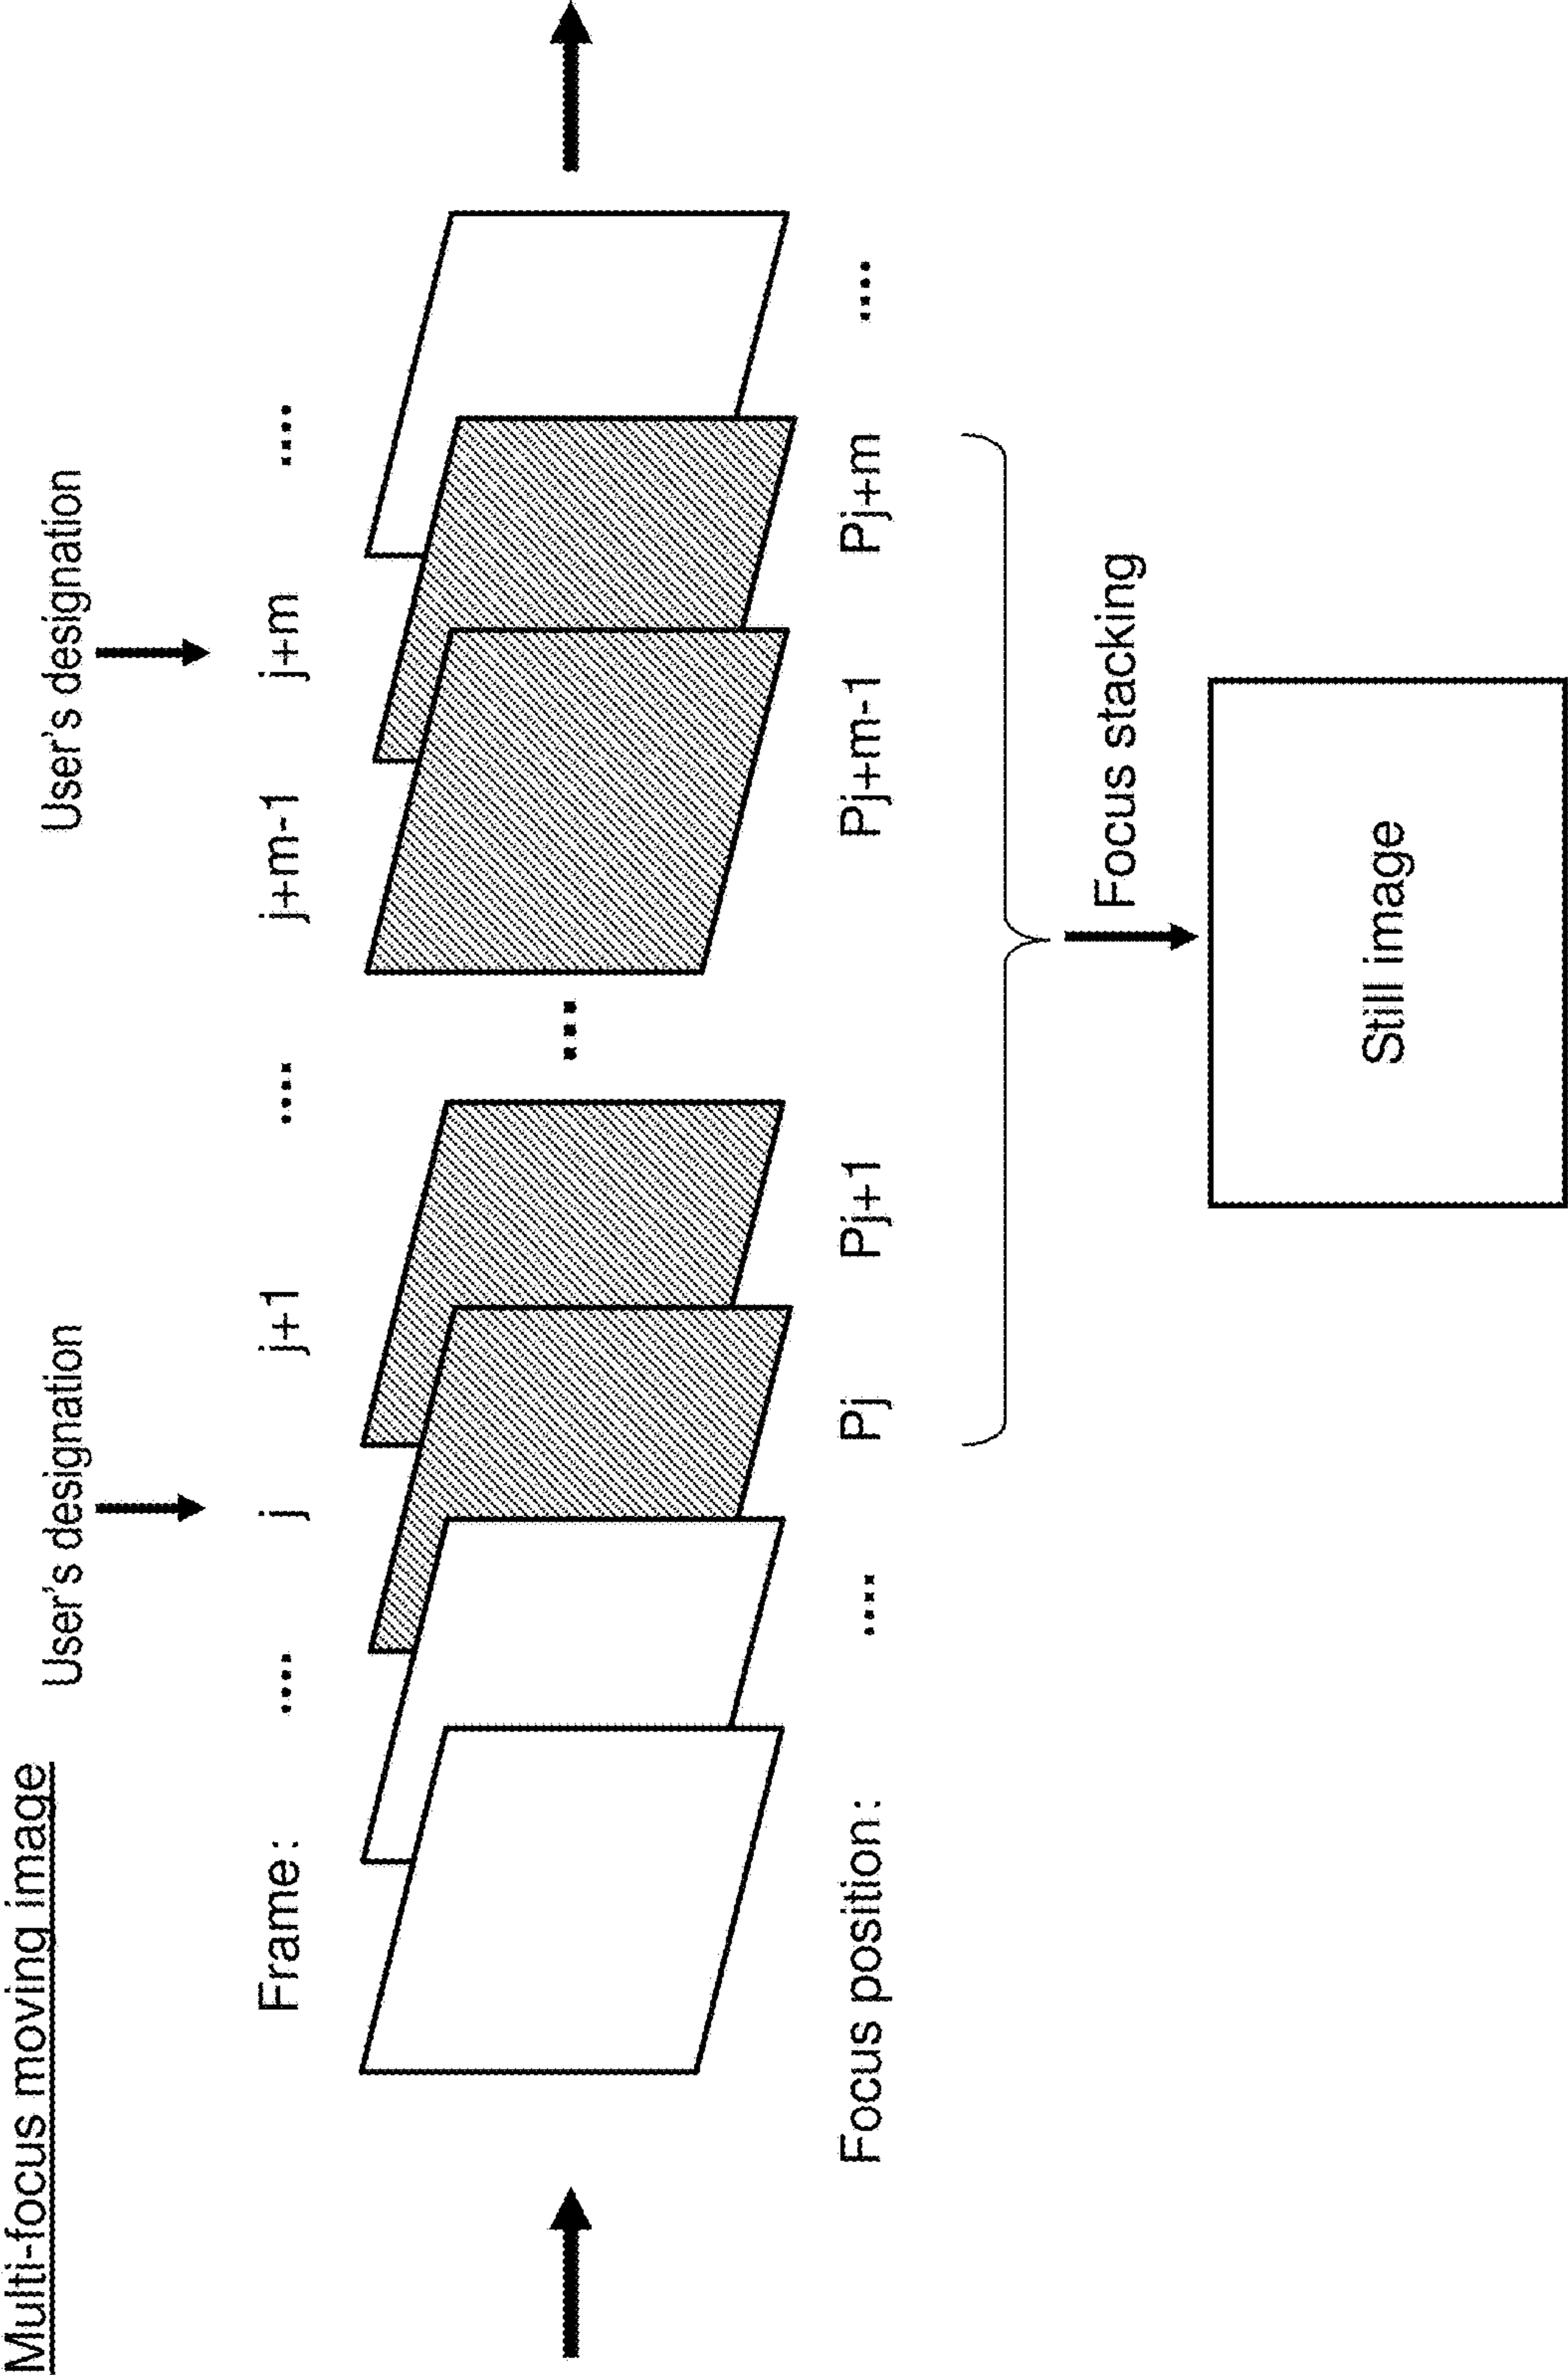 Multi-focus moving image
User's designation User's designation
Frame: .... j j+1 .... j+m-1 j+m ....
....
Focus position: .... Pj Pj+1 Pj+m-1 Pj+m ....
Focus stacking
Still image